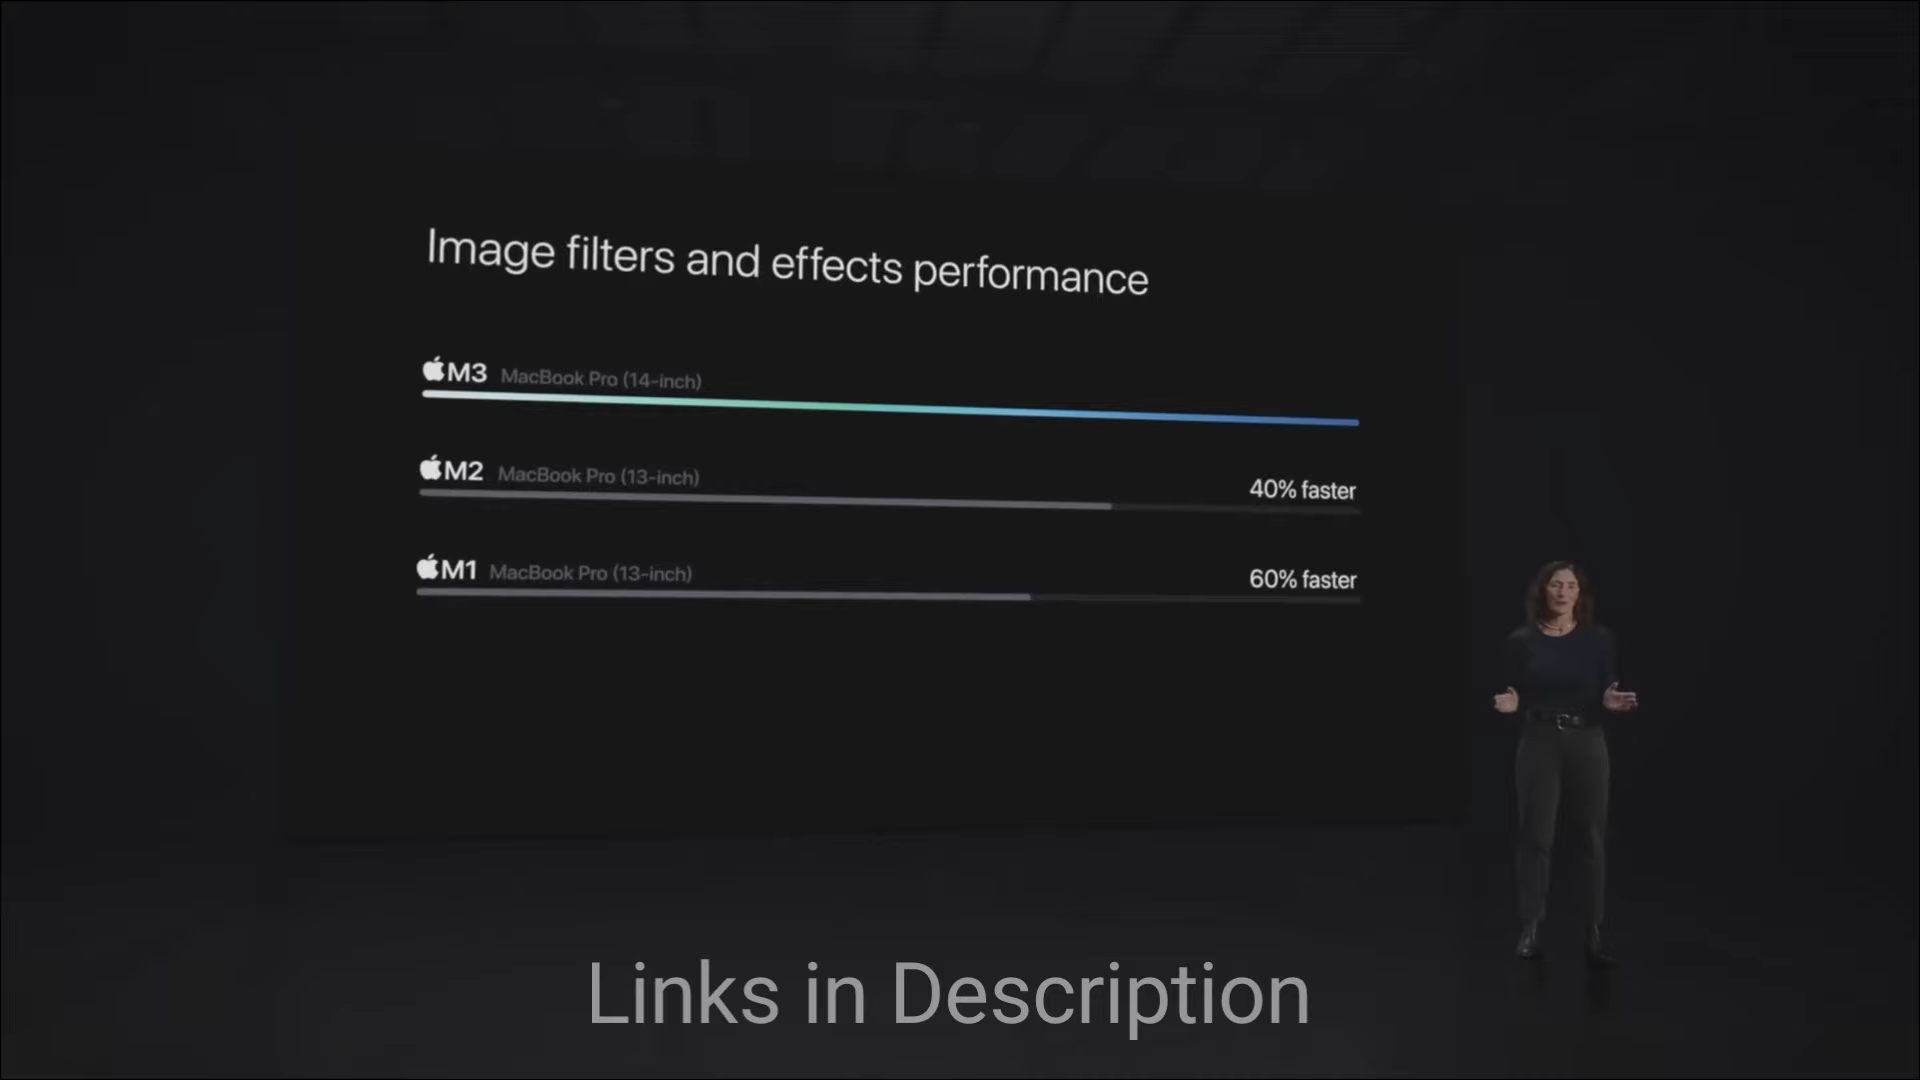 Image filters and effects performance
M3 MacBook Pro (14-inch)
M2 MacBook Pro (13-inch)
40% faster
M1 MacBook Pro (13-inch)
60% faster
Links in Description